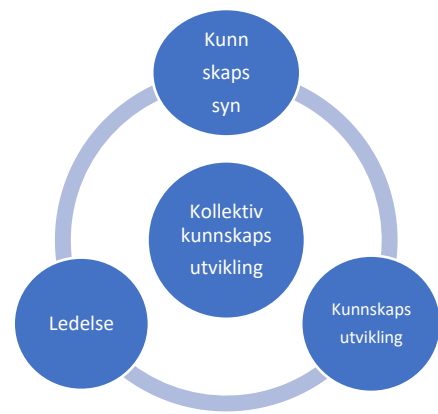 Kunn
skaps
syn
Kollektiv
kunnskaps
utvikling
Ledelse
Kunnskaps
utvikling